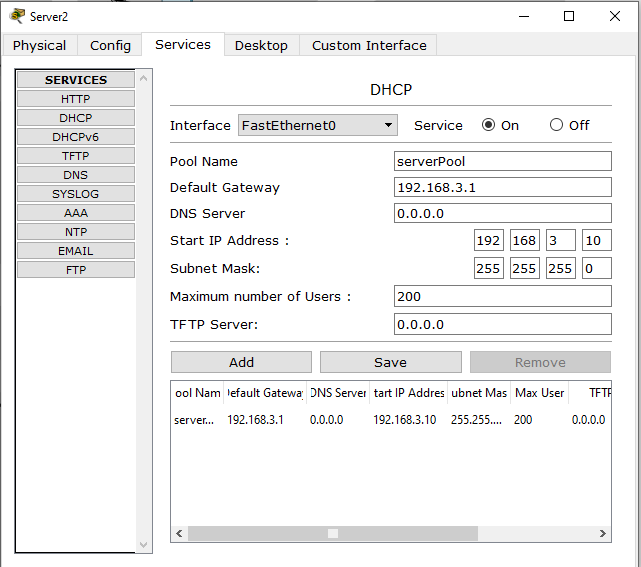 Server2
Physical Config Services Desktop Custom Interface
SERVICES
HTTP
DHCP
DHCPv6
TFTP
DNS
SYSLOG
AAA
NTP
EMAIL
FTP
DHCP
Interface FastEthernet0 Service On Off
Pool Name serverPool
Default Gateway 192.168.3.1
DNS Server 0.0.0.0
Start IP Address : 192 168 3 10
Subnet Mask: 255 255 255 0
Maximum number of Users : 200
TFTP Server: 0.0.0.0
Add Save Remove
ool Nam efault Gateway DNS Server tart IP Addres ubnet Mas Max User TFTP
server... 192.168.3.1 0.0.0.0 192.168.3.10 255.255.... 200 0.0.0.0